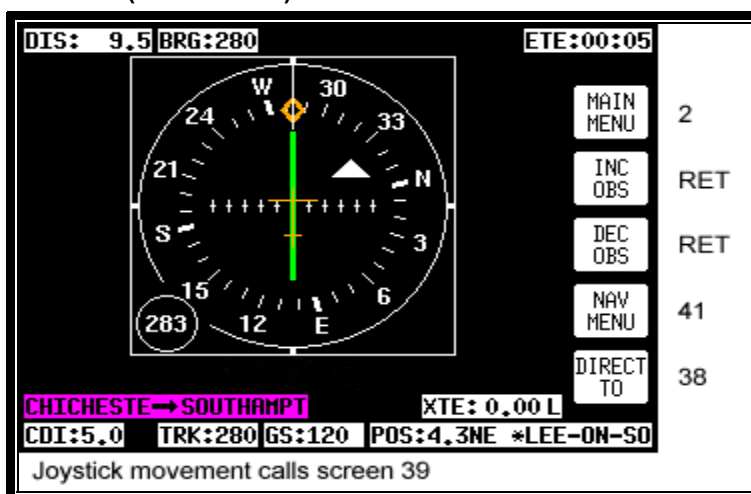 DIS: 9.5 BRG:280 ETE:00:05
W 30
24 33
21 N
S 3
15 6
12 E
283
MAIN MENU 2
INC OBS RET
DEC OBS RET
NAV MENU 41
DIRECT TO 38
CHICHESTE→SOUTHAMPT XTE: 0.00 L
CDI:5.0 TRK:280 GS:120 POS:4.3NE *LEE-ON-SO
Joystick movement calls screen 39